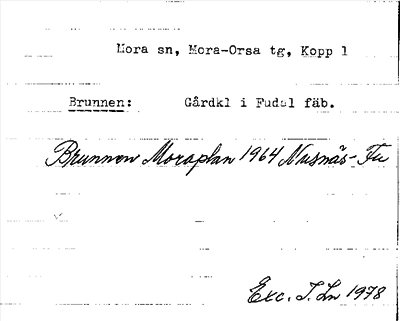 Mora sn, Mora-Orsa tg, Kopp 1
Brunnen: Gårdkl i Fudal fäb.
Brunnen Moraplan 1964 Nusnäs-Fu
Exc. T. Ln 1978